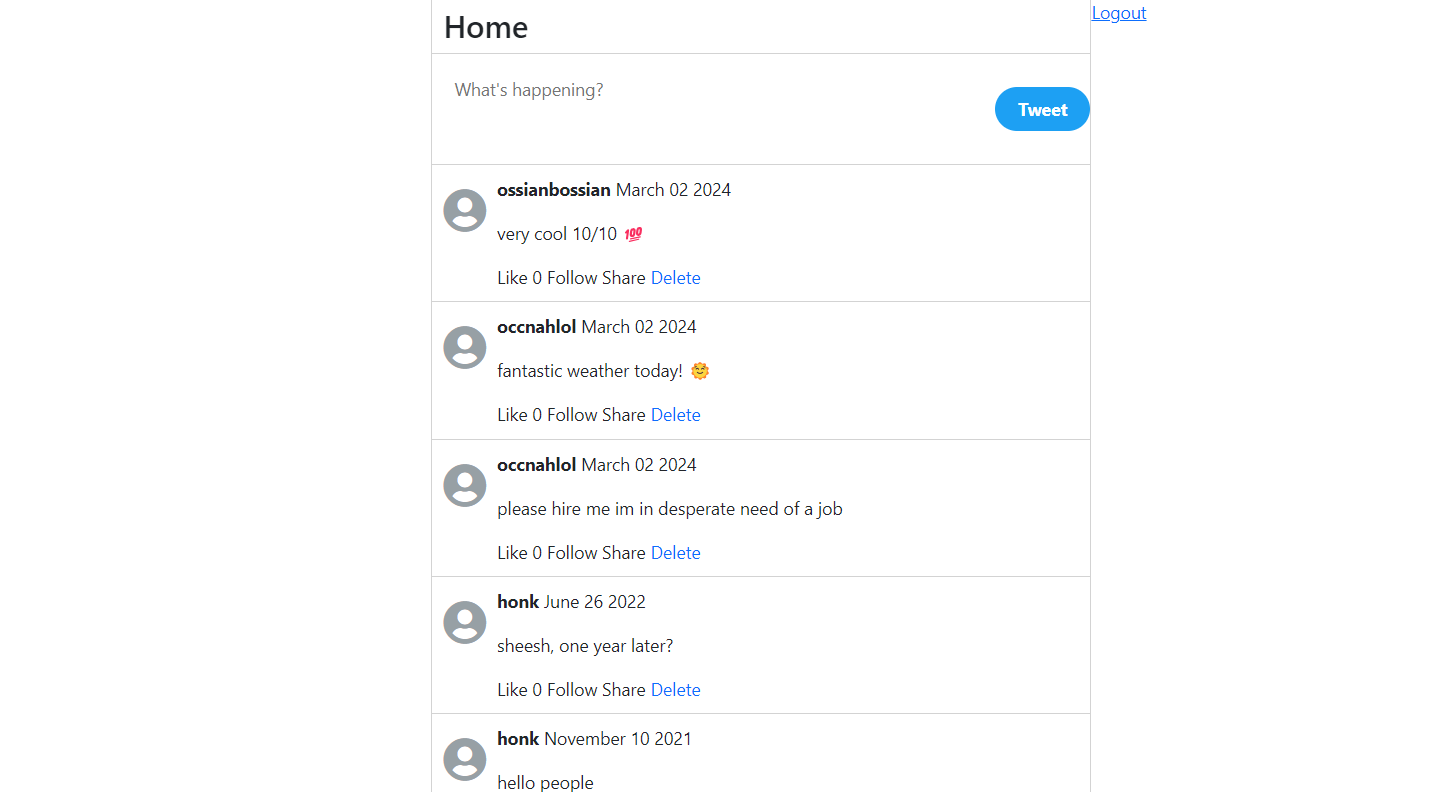 Home
Logout
What's happening?
Tweet
ossianbossian March 02 2024
very cool 10/10 💯
Like 0 Follow Share Delete
occnahlol March 02 2024
fantastic weather today! 🌞
Like 0 Follow Share Delete
occnahlol March 02 2024
please hire me im in desperate need of a job
Like 0 Follow Share Delete
honk June 26 2022
sheesh, one year later?
Like 0 Follow Share Delete
honk November 10 2021
hello people